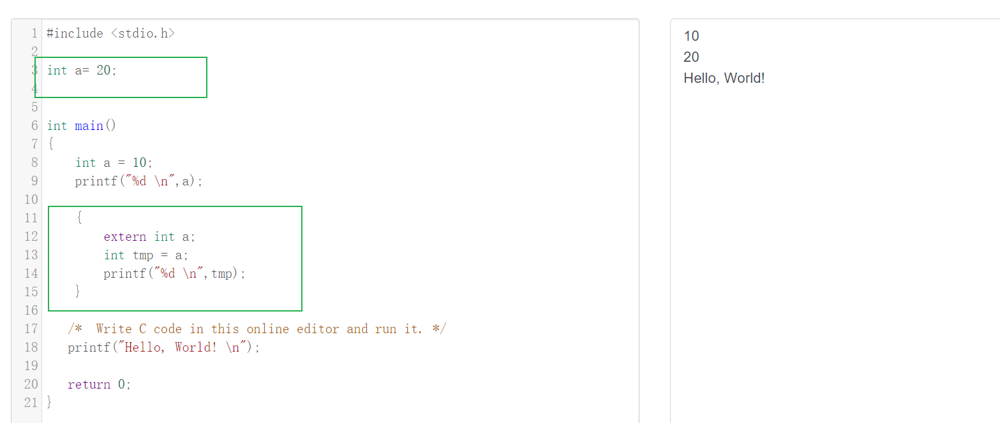 1 #include <stdio.h>
2
3 int a= 20;
4
5
6 int main()
7 {
8     int a = 10;
9     printf("%d \n",a);
10
11     {
12         extern int a;
13         int tmp = a;
14         printf("%d \n",tmp);
15     }
16
17    /*  Write C code in this online editor and run it. */
18    printf("Hello, World! \n");
19
20    return 0;
21 }
10
20
Hello, World!